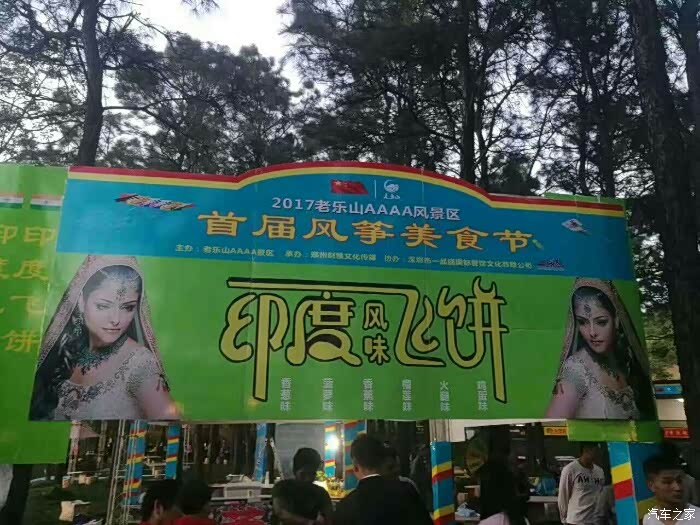 2017老乐山AAAA风景区
首届风筝美食节
主办：老乐山AAAA景区
印度风味飞饼
香葱味
菠萝味
香蕉味
榴莲味
火腿味
鸡蛋味
印印
度
飞
饼
汽车之家